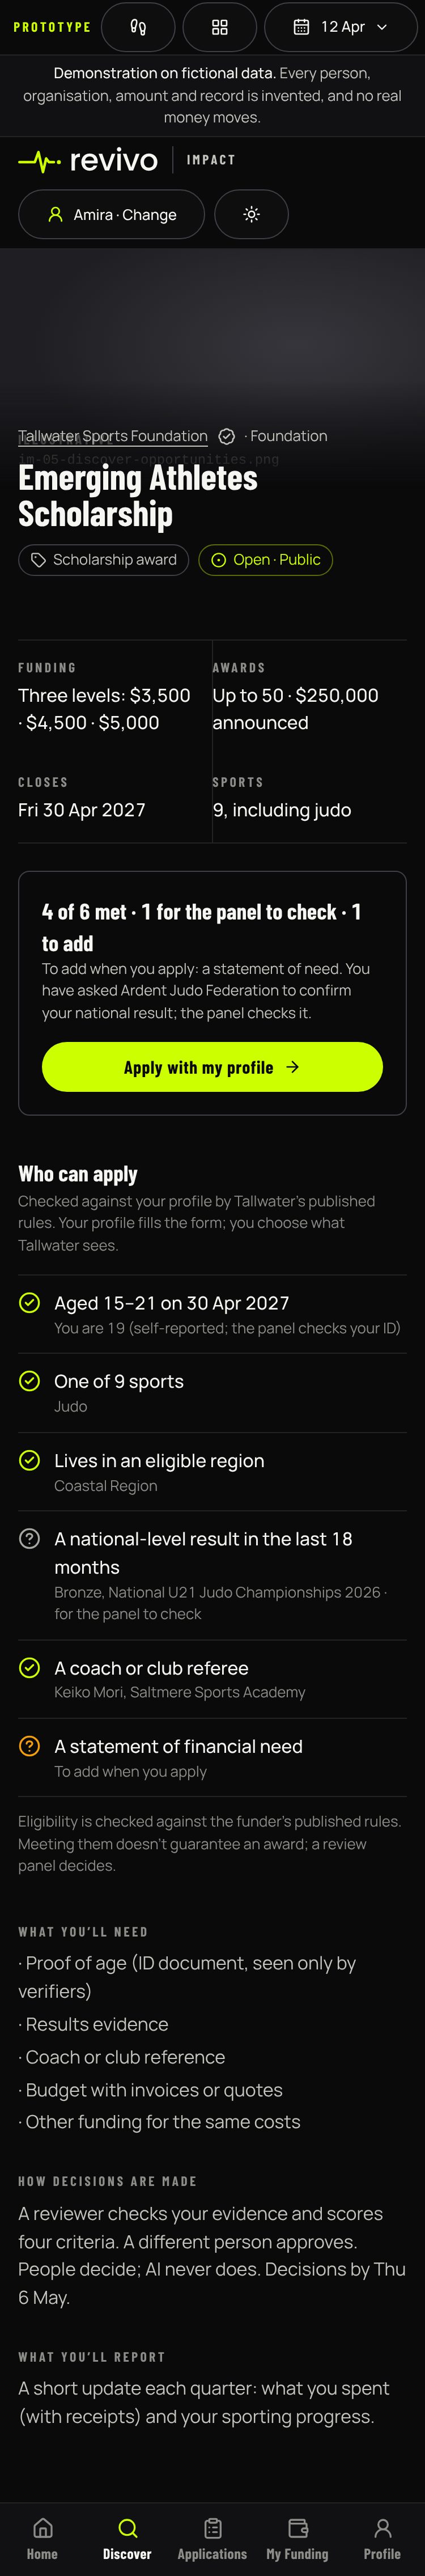 PROTOTYPE
12 Apr
Demonstration on fictional data. Every person,
organisation, amount and record is invented, and no real
money moves.
revivo
IMPACT
Amira · Change
Tallwater Sports Foundation · Foundation
im-05-discover-opportunities.png
Emerging Athletes
Scholarship
Scholarship award
Open · Public
FUNDING
Three levels: $3,500
· $4,500 · $5,000
AWARDS
Up to 50 · $250,000
announced
CLOSES
Fri 30 Apr 2027
SPORTS
9, including judo
4 of 6 met · 1 for the panel to check · 1
to add
To add when you apply: a statement of need. You
have asked Ardent Judo Federation to confirm
your national result; the panel checks it.
Apply with my profile
Who can apply
Checked against your profile by Tallwater's published
rules. Your profile fills the form; you choose what
Tallwater sees.
Aged 15–21 on 30 Apr 2027
You are 19 (self-reported; the panel checks your ID)
One of 9 sports
Judo
Lives in an eligible region
Coastal Region
A national-level result in the last 18
months
Bronze, National U21 Judo Championships 2026 ·
for the panel to check
A coach or club referee
Keiko Mori, Saltmere Sports Academy
A statement of financial need
To add when you apply
Eligibility is checked against the funder's published rules.
Meeting them doesn't guarantee an award; a review
panel decides.
WHAT YOU'LL NEED
· Proof of age (ID document, seen only by
verifiers)
· Results evidence
· Coach or club reference
· Budget with invoices or quotes
· Other funding for the same costs
HOW DECISIONS ARE MADE
A reviewer checks your evidence and scores
four criteria. A different person approves.
People decide; AI never does. Decisions by Thu
6 May.
WHAT YOU'LL REPORT
A short update each quarter: what you spent
(with receipts) and your sporting progress.
Home
Discover
Applications
My Funding
Profile